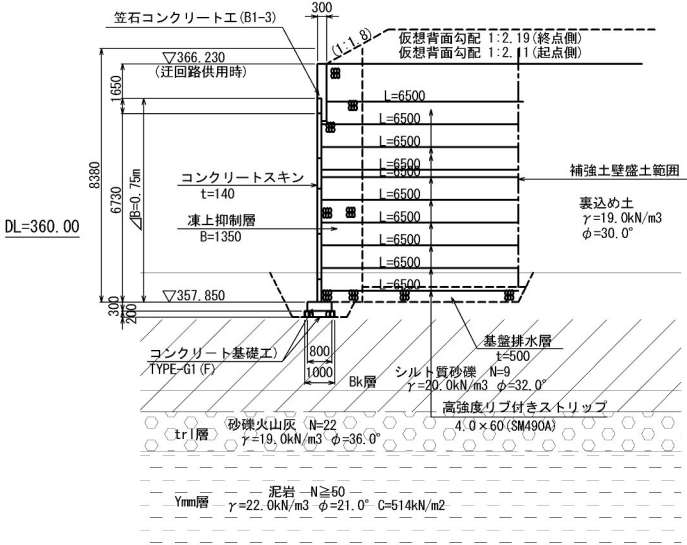 300
笠石コンクリート工(B1-3)
(1:1.8)
仮想背面勾配 1:2.19(終点側)
仮想背面勾配 1:2.11(起点側)
▽366.230
(迂回路供用時)
1650
8380
6730
⊿B=0.75m
L=6500
L=6500
L=6500
L=6500
L=6500
L=6500
L=6500
L=6500
L=6500
L=6500
コンクリートスキン
t=140
凍上抑制層
B=1350
補強土壁盛土範囲
裏込め土
γ=19.0kN/m3
φ=30.0°
DL=360.00
▽357.850
300
200
コンクリート基礎工)
TYPE-G1(F)
800
1000
基盤排水層
t=500
Bk層
シルト質砂礫 N=9
γ=20.0kN/m3 φ=32.0°
高強度リブ付きストリップ
4.0×60(SM490A)
trl層
砂礫火山灰 N=22
γ=19.0kN/m3 φ=36.0°
Ymm層
泥岩 N≧50
γ=22.0kN/m3 φ=21.0° C=514kN/m2